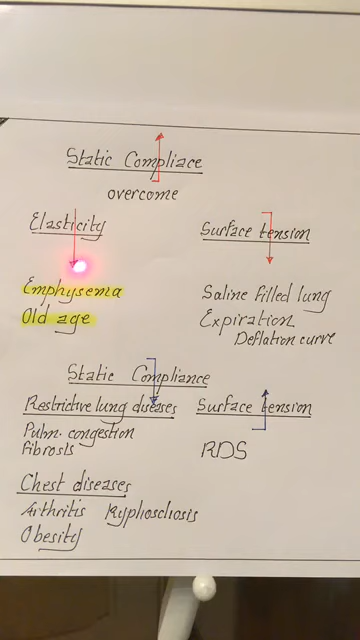 Static Compliace
overcome
Elasticity
Surface tension
Emphysema
Old age
Saline filled lung
Expiration
Deflation curve
Static Compliance
Restrictive lung diseases
Pulm. congestion
fibrosis
Surface tension
RDS
Chest diseases
Arthritis Kyphoscliosis
Obesity